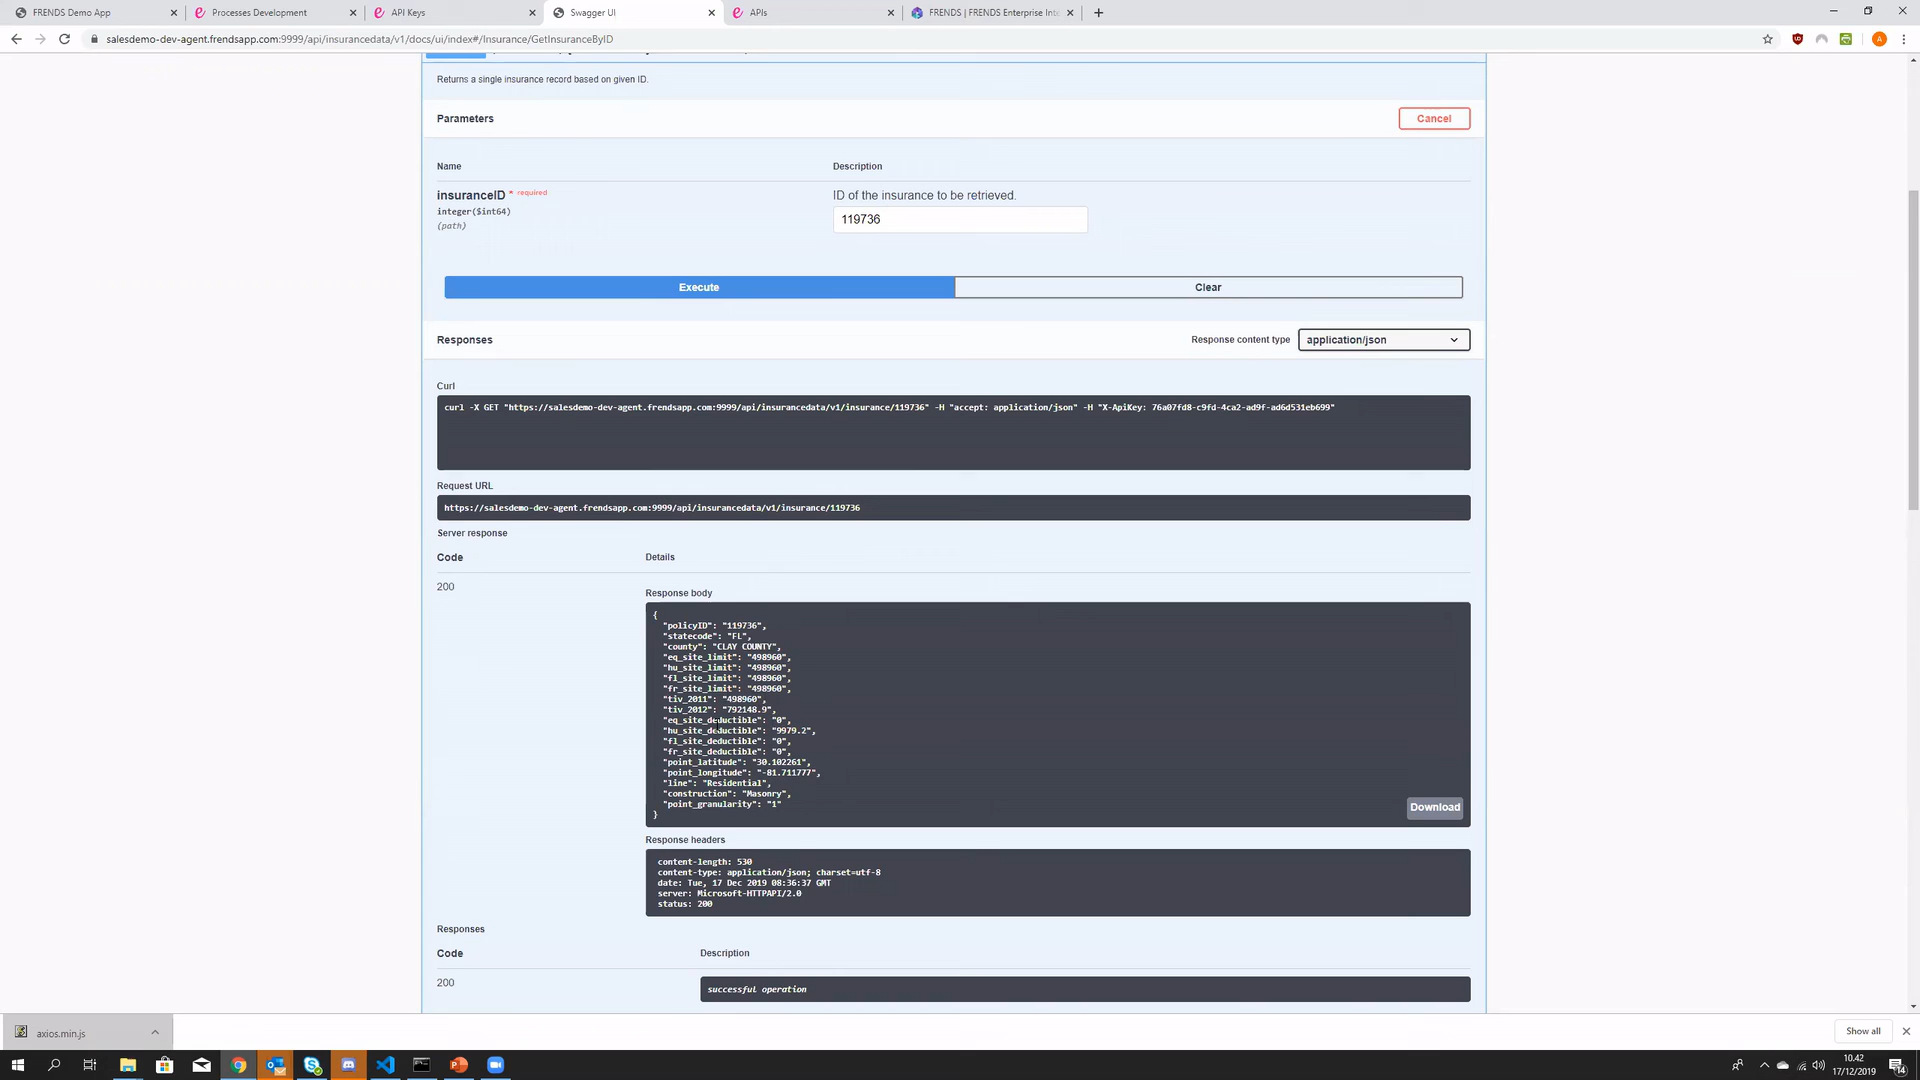 FRENDS Demo App
Processes Development
API Keys
Swagger UI
APIs
FRENDS | FRENDS Enterprise Inte
salesdemo-dev-agent.frendsapp.com:9999/api/insurancedata/v1/docs/ui/index#/Insurance/GetInsuranceByID
Returns a single insurance record based on given ID.
Parameters
Cancel
Name
Description
insuranceID * required
integer($int64)
(path)
ID of the insurance to be retrieved.
119736
Execute
Clear
Responses
Response content type
application/json
Curl
curl -X GET "https://salesdemo-dev-agent.frendsapp.com:9999/api/insurancedata/v1/insurance/119736" -H "accept: application/json" -H "X-ApiKey: 76a07fd8-c9fd-4ca2-ad9f-ad6d531eb699"
Request URL
https://salesdemo-dev-agent.frendsapp.com:9999/api/insurancedata/v1/insurance/119736
Server response
Code
Details
200
Response body
{
"policyID": "119736",
"statecode": "FL",
"county": "CLAY COUNTY",
"eq_site_limit": "498960",
"hu_site_limit": "498960",
"fl_site_limit": "498960",
"fr_site_limit": "498960",
"tiv_2011": "498960",
"tiv_2012": "792148.9",
"eq_site_deductible": "0",
"hu_site_deductible": "9979.2",
"fl_site_deductible": "0",
"fr_site_deductible": "0",
"point_latitude": "30.102261",
"point_longitude": "-81.711777",
"line": "Residential",
"construction": "Masonry",
"point_granularity": "1"
}
Download
Response headers
content-length: 530
content-type: application/json; charset=utf-8
date: Tue, 17 Dec 2019 08:36:37 GMT
server: Microsoft-HTTPAPI/2.0
status: 200
Responses
Code
Description
200
successful operation
axios.min.js
Show all
10.42
17/12/2019